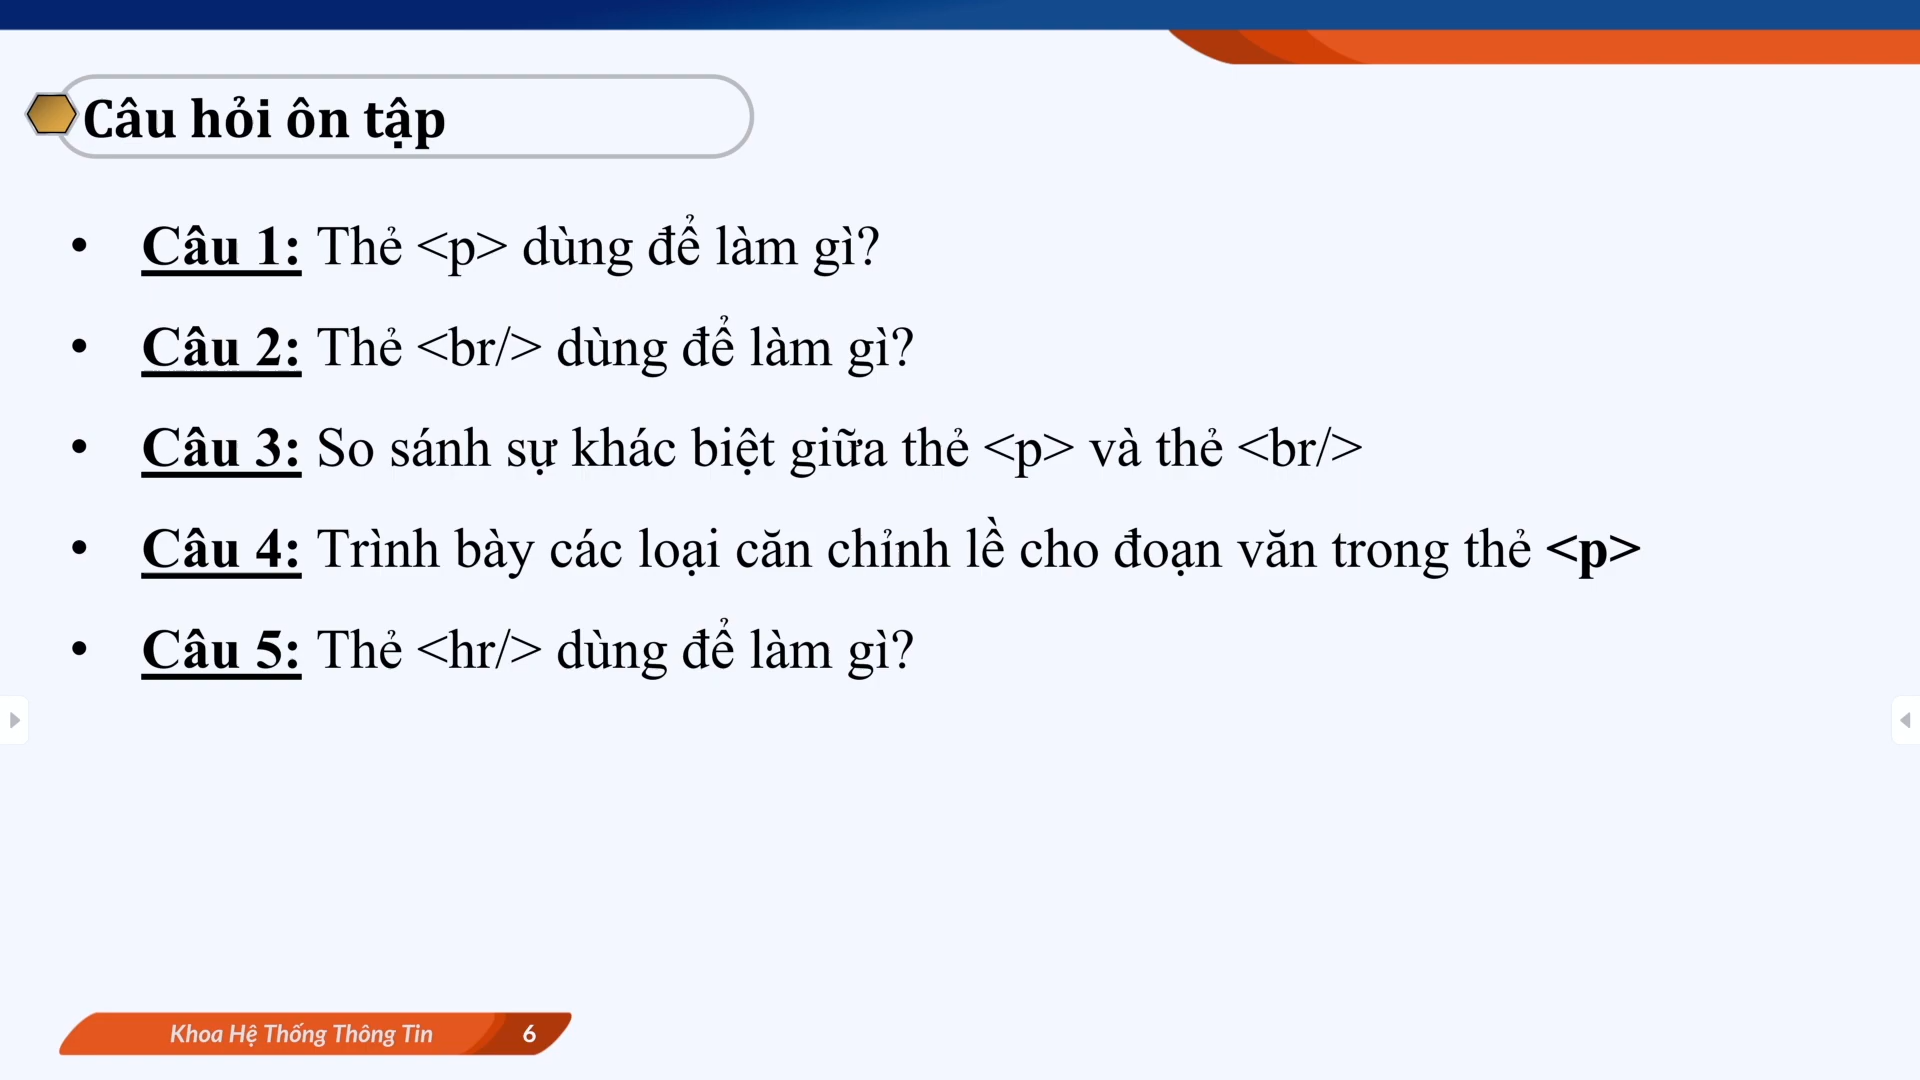 Câu hỏi ôn tập
• Câu 1: Thẻ <p> dùng để làm gì?
• Câu 2: Thẻ <br/> dùng để làm gì?
• Câu 3: So sánh sự khác biệt giữa thẻ <p> và thẻ <br/>
• Câu 4: Trình bày các loại căn chỉnh lề cho đoạn văn trong thẻ <p>
• Câu 5: Thẻ <hr/> dùng để làm gì?
Khoa Hệ Thống Thông Tin 6